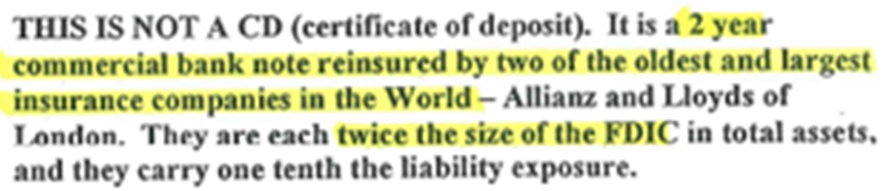 THIS IS NOT A CD (certificate of deposit). It is a 2 year
commercial bank note reinsured by two of the oldest and largest
insurance companies in the World – Allianz and Lloyds of
London. They are each twice the size of the FDIC in total assets,
and they carry one tenth the liability exposure.